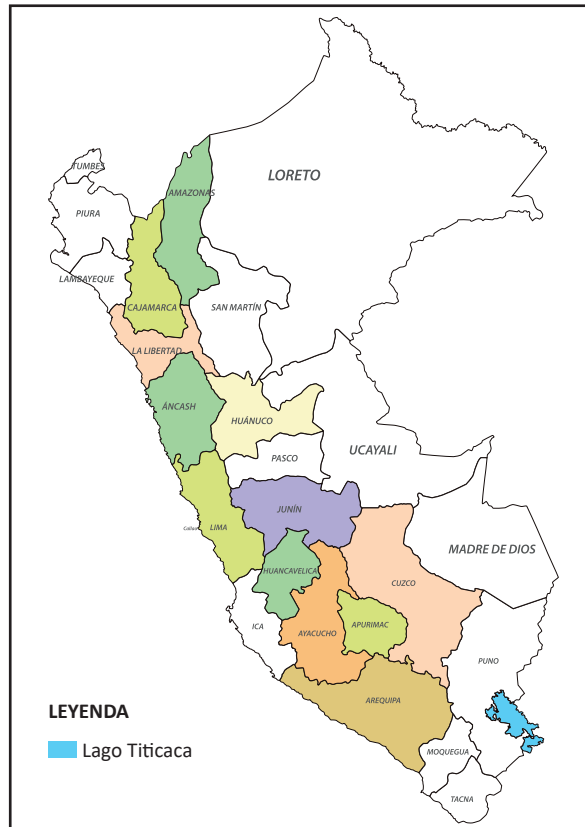 TUMBES
PIURA
LORETO
AMAZONAS
LAMBAYEQUE
CAJAMARCA
SAN MARTÍN
LA LIBERTAD
ÁNCASH
HUÁNUCO
UCAYALI
PASCO
JUNÍN
Callao
LIMA
MADRE DE DIOS
HUANCAVELICA
CUZCO
ICA
AYACUCHO
APURIMAC
PUNO
AREQUIPA
MOQUEGUA
TACNA
LEYENDA
Lago Titicaca